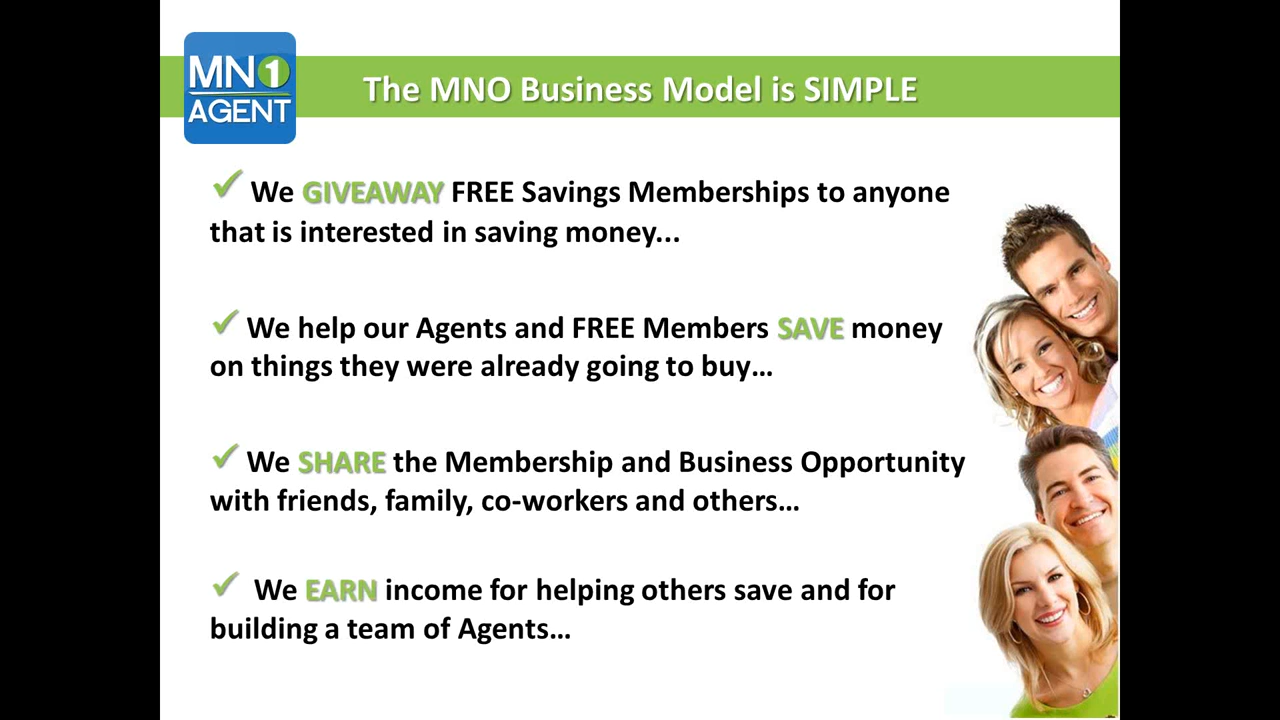 MN1
AGENT
The MNO Business Model is SIMPLE
✓ We GIVEAWAY FREE Savings Memberships to anyone
that is interested in saving money...
✓ We help our Agents and FREE Members SAVE money
on things they were already going to buy…
✓ We SHARE the Membership and Business Opportunity
with friends, family, co-workers and others…
✓ We EARN income for helping others save and for
building a team of Agents…